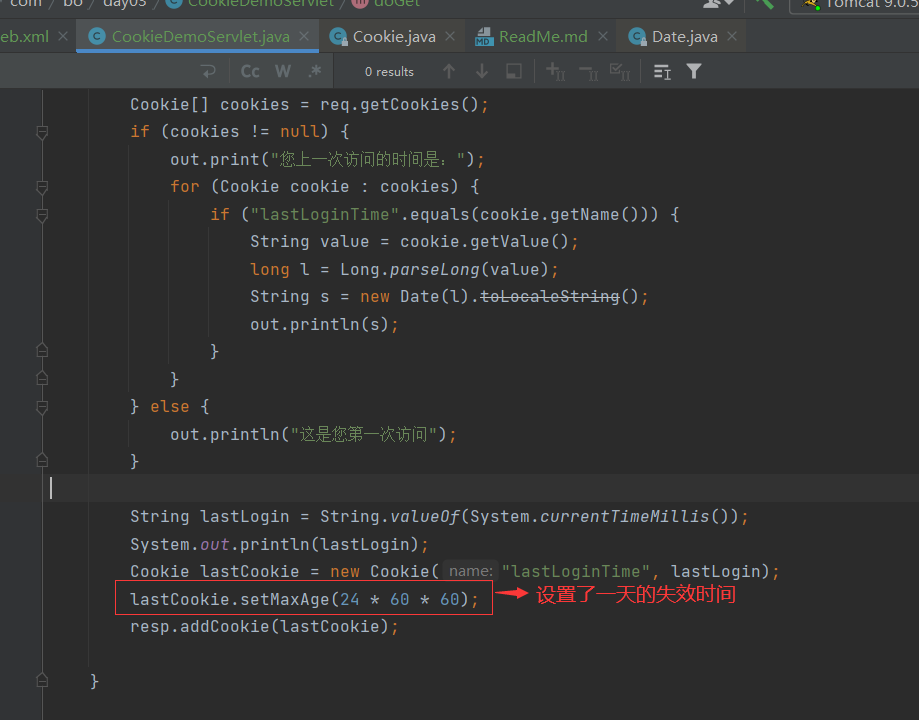 com / bo / day03 / CookieDemoServlet / doGet
Tomcat 9.0.5
eb.xml × CookieDemoServlet.java × Cookie.java × ReadMe.md × Date.java ×
Cc W .* 0 results
Cookie[] cookies = req.getCookies();
if (cookies != null) {
out.print("您上一次访问的时间是：");
for (Cookie cookie : cookies) {
if ("lastLoginTime".equals(cookie.getName())) {
String value = cookie.getValue();
long l = Long.parseLong(value);
String s = new Date(l).toLocaleString();
out.println(s);
}
}
} else {
out.println("这是您第一次访问");
}
String lastLogin = String.valueOf(System.currentTimeMillis());
System.out.println(lastLogin);
Cookie lastCookie = new Cookie( name: "lastLoginTime", lastLogin);
lastCookie.setMaxAge(24 * 60 * 60); 设置了一天的失效时间
resp.addCookie(lastCookie);
}